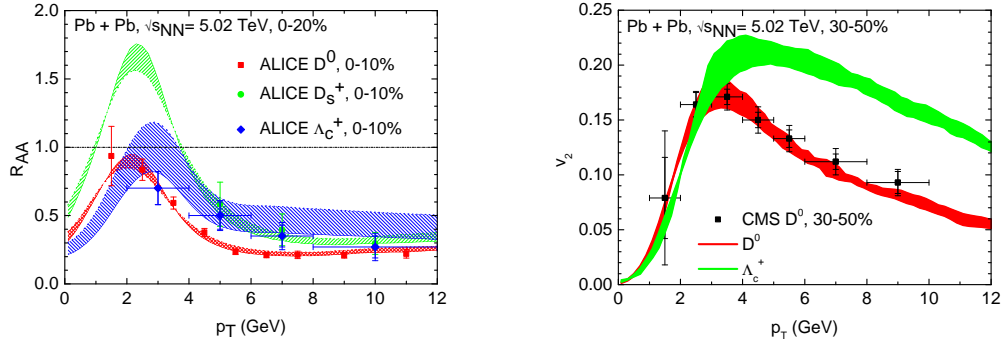 Pb + Pb, √sNN= 5.02 TeV, 0-20%
ALICE D0, 0-10%
ALICE Ds+, 0-10%
ALICE Λc+, 0-10%
RAA
2.0
1.5
1.0
0.5
0.0
0 2 4 6 8 10 12
pT (GeV)
Pb + Pb, √sNN= 5.02 TeV, 30-50%
v2
0.25
0.20
0.15
0.10
0.05
0.00
CMS D0, 30-50%
D0
Λc+
0 2 4 6 8 10 12
pT (GeV)